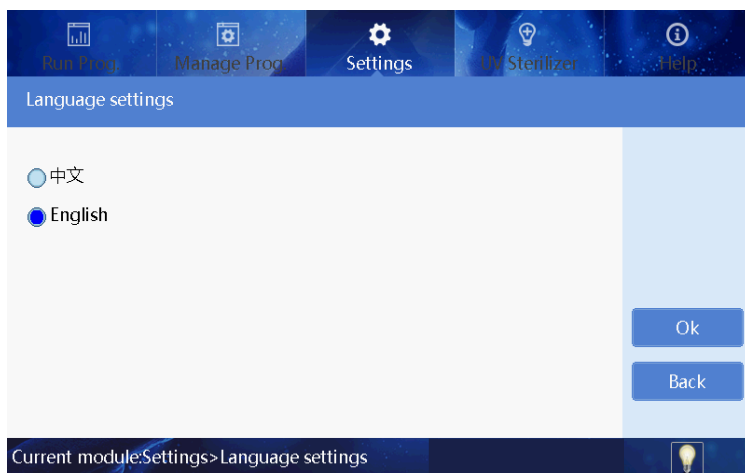 Run Prog.
Manage Prog.
Settings
UV Sterilizer
Help
Language settings
中文
English
Ok
Back
Current module:Settings>Language settings